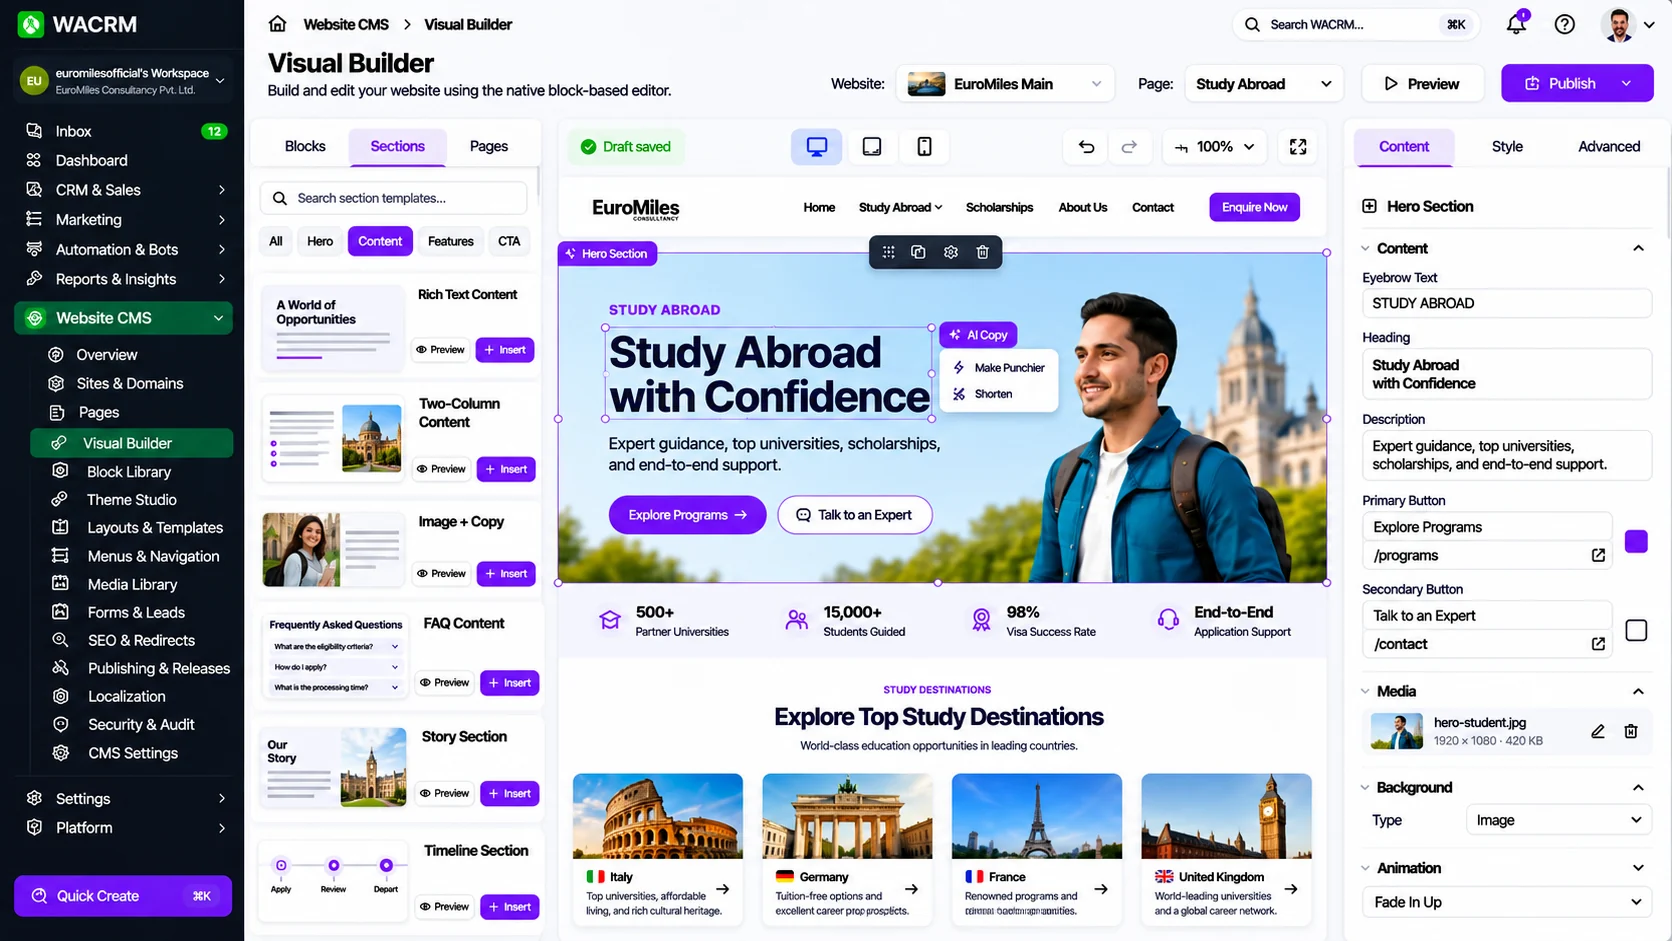 WACRM
EU
euromilesofficial's Workspace
EuroMiles Consultancy Pvt. Ltd.
Inbox
12
Dashboard
CRM & Sales
Marketing
Automation & Bots
Reports & Insights
Website CMS
Overview
Sites & Domains
Pages
Visual Builder
Block Library
Theme Studio
Layouts & Templates
Menus & Navigation
Media Library
Forms & Leads
SEO & Redirects
Publishing & Releases
Localization
Security & Audit
CMS Settings
Settings
Platform
Quick Create
⌘K
Website CMS
Visual Builder
Search WACRM...
⌘K
Visual Builder
Build and edit your website using the native block-based editor.
Website:
EuroMiles Main
Page:
Study Abroad
Preview
Publish
Blocks
Sections
Pages
Search section templates...
All
Hero
Content
Features
CTA
A World of
Opportunities
Rich Text Content
Preview
+ Insert
Two-Column
Content
Preview
+ Insert
Image + Copy
Preview
+ Insert
Frequently Asked Questions
What are the eligibility criteria?
How do I apply?
What is the processing time?
FAQ Content
Preview
+ Insert
Our
Story
Story Section
Preview
+ Insert
Apply
Review
Depart
Timeline Section
Preview
+ Insert
Draft saved
100%
EuroMiles
CONSULTANCY
Home
Study Abroad
Scholarships
About Us
Contact
Enquire Now
Hero Section
STUDY ABROAD
Study Abroad
with Confidence
AI Copy
Make Punchier
Shorten
Expert guidance, top universities, scholarships,
and end-to-end support.
Explore Programs →
Talk to an Expert
500+
Partner Universities
15,000+
Students Guided
98%
Visa Success Rate
End-to-End
Application Support
STUDY DESTINATIONS
Explore Top Study Destinations
World-class education opportunities in leading countries.
Italy
Top universities, affordable
living, and rich cultural heritage.
Germany
Tuition-free options and
excellent career
France
Renowned programs and
United Kingdom
World-leading universities
and a global career network.
Content
Style
Advanced
Hero Section
Content
Eyebrow Text
STUDY ABROAD
Heading
Study Abroad
with Confidence
Description
Expert guidance, top universities,
scholarships, and end-to-end support.
Primary Button
Explore Programs
/programs
Secondary Button
Talk to an Expert
/contact
Media
hero-student.jpg
1920 × 1080 · 420 KB
Background
Type
Image
Animation
Fade In Up